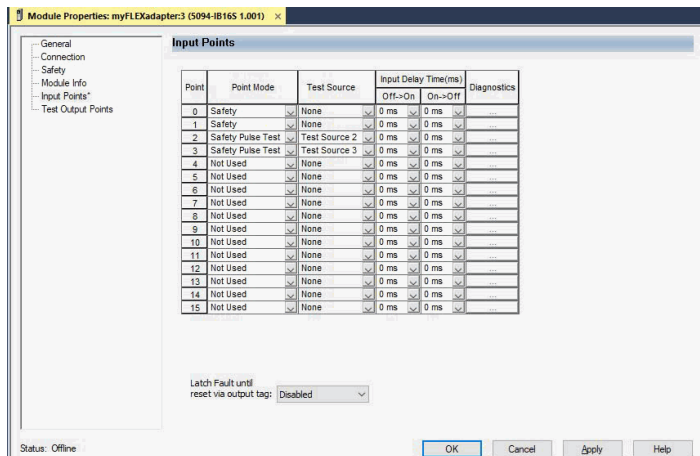 Module Properties: myFLEXadapter:3 (5094-IB16S 1.001) ×
General
Connection
Safety
Module Info
Input Points*
Test Output Points
Input Points
Point Point Mode Test Source Input Delay Time(ms) Diagnostics
Off->On On->Off
0 Safety None 0 ms 0 ms ...
1 Safety None 0 ms 0 ms ...
2 Safety Pulse Test Test Source 2 0 ms 0 ms ...
3 Safety Pulse Test Test Source 3 0 ms 0 ms ...
4 Not Used None 0 ms 0 ms ...
5 Not Used None 0 ms 0 ms ...
6 Not Used None 0 ms 0 ms ...
7 Not Used None 0 ms 0 ms ...
8 Not Used None 0 ms 0 ms ...
9 Not Used None 0 ms 0 ms ...
10 Not Used None 0 ms 0 ms ...
11 Not Used None 0 ms 0 ms ...
12 Not Used None 0 ms 0 ms ...
13 Not Used None 0 ms 0 ms ...
14 Not Used None 0 ms 0 ms ...
15 Not Used None 0 ms 0 ms ...
Latch Fault until
reset via output tag: Disabled
Status: Offline OK Cancel Apply Help